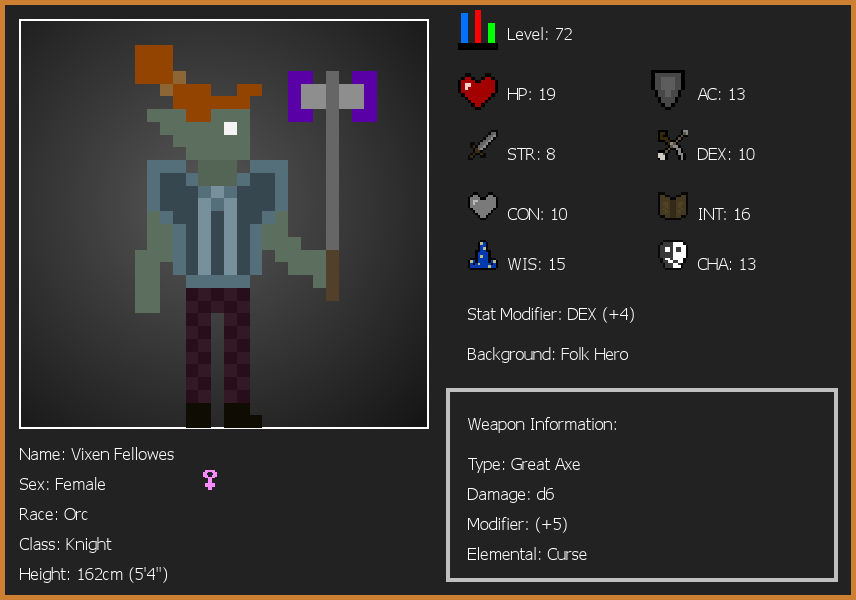 Level: 72
HP: 19
AC: 13
STR: 8
DEX: 10
CON: 10
INT: 16
WIS: 15
CHA: 13
Stat Modifier: DEX (+4)
Background: Folk Hero
Weapon Information:
Type: Great Axe
Damage: d6
Modifier: (+5)
Elemental: Curse
Name: Vixen Fellowes
Sex: Female
Race: Orc
Class: Knight
Height: 162cm (5'4")